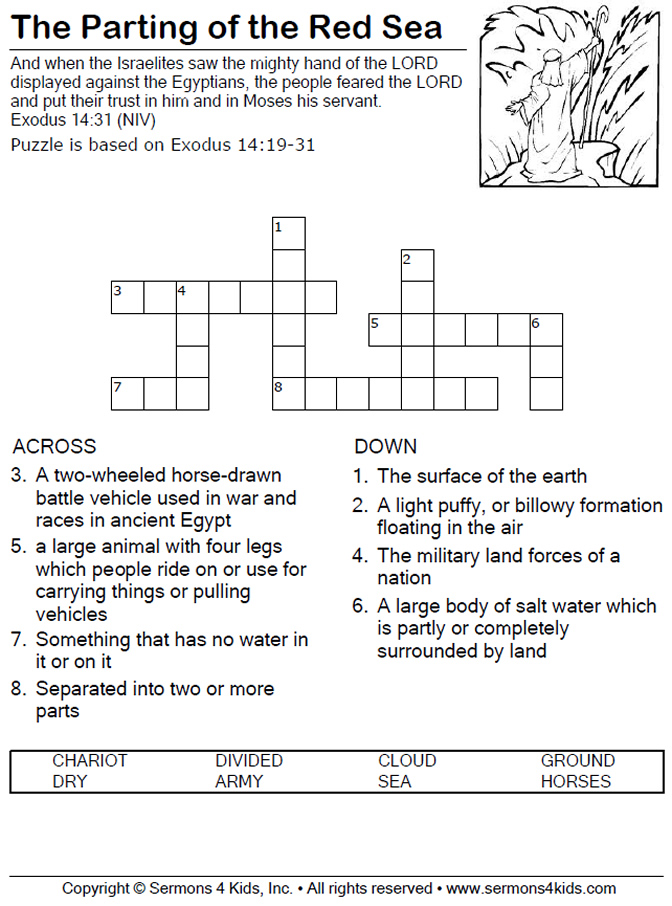 The Parting of the Red Sea
And when the Israelites saw the mighty hand of the LORD
displayed against the Egyptians, the people feared the LORD
and put their trust in him and in Moses his servant.
Exodus 14:31 (NIV)
Puzzle is based on Exodus 14:19-31
1
2
3 4
5 6
7 8
ACROSS
3. A two-wheeled horse-drawn
battle vehicle used in war and
races in ancient Egypt
5. a large animal with four legs
which people ride on or use for
carrying things or pulling
vehicles
7. Something that has no water in
it or on it
8. Separated into two or more
parts
DOWN
1. The surface of the earth
2. A light puffy, or billowy formation
floating in the air
4. The military land forces of a
nation
6. A large body of salt water which
is partly or completely
surrounded by land
CHARIOT DIVIDED CLOUD GROUND
DRY ARMY SEA HORSES
Copyright © Sermons 4 Kids, Inc. • All rights reserved • www.sermons4kids.com